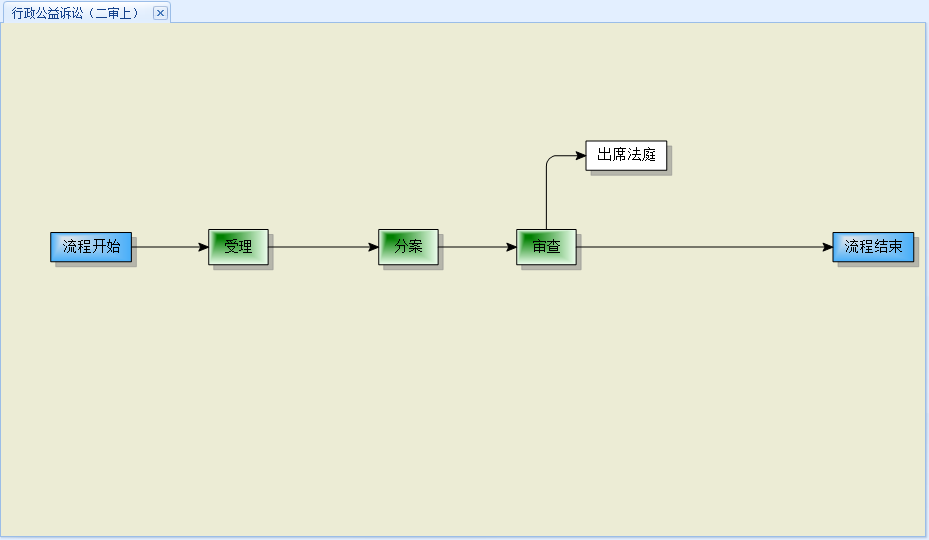 行政公益诉讼（二审上）
出席法庭
流程开始
受理
分案
审查
流程结束